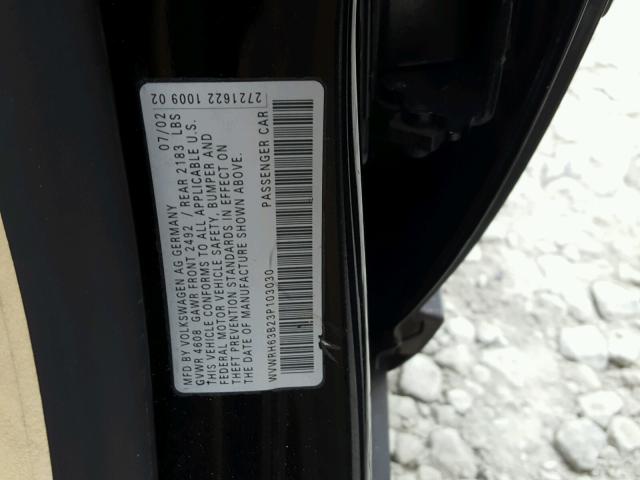 MFD BY VOLKSWAGEN AG GERMANY 07/02
GVWR 4608 GAWR FRONT 2492 / REAR 2183 LBS
THIS VEHICLE CONFORMS TO ALL APPLICABLE U.S.
FEDERAL MOTOR VEHICLE SAFETY, BUMPER AND
THEFT PREVENTION STANDARDS IN EFFECT ON
THE DATE OF MANUFACTURE SHOWN ABOVE.
WVWRH63B23P103030 PASSENGER CAR
2721622 1009 02